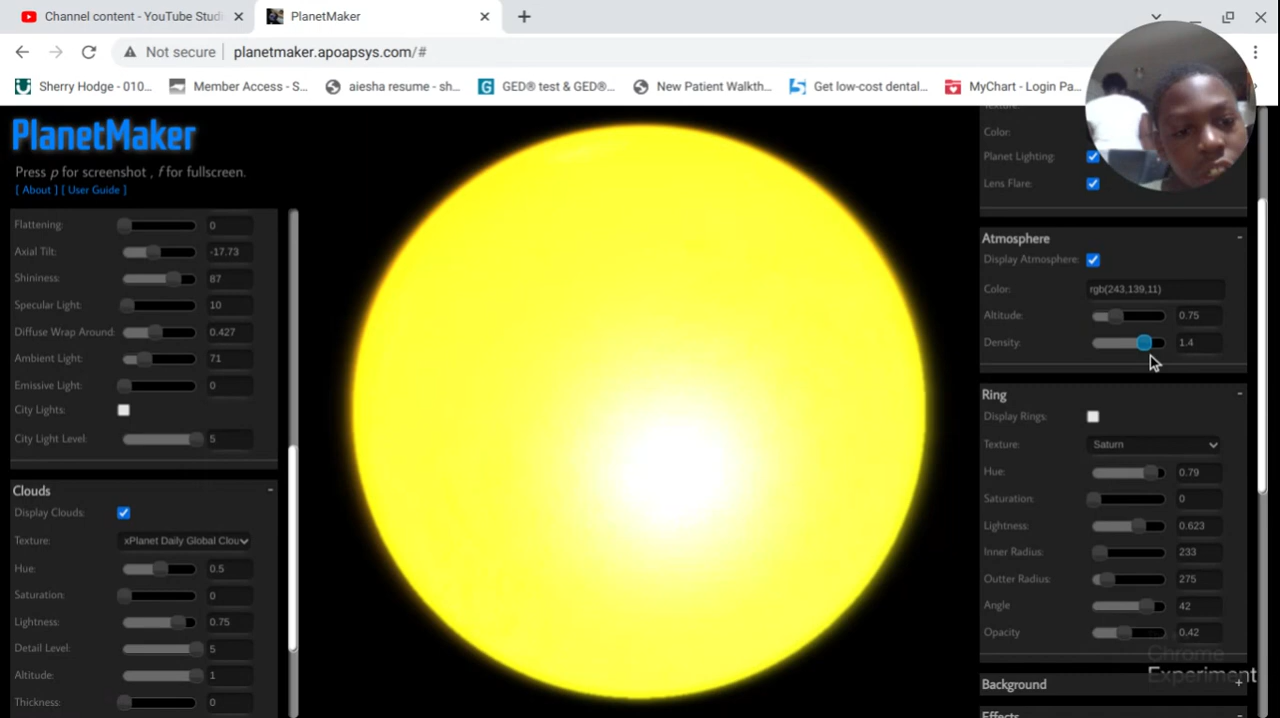 Channel content - YouTube Studi
PlanetMaker
Not secure
planetmaker.apoapsys.com/#
Sherry Hodge - 010...
Member Access - S...
aiesha resume - sh...
GED® test & GED®...
New Patient Walkth...
Get low-cost dental...
MyChart - Login Pa...
PlanetMaker
Press p for screenshot , f for fullscreen.
[ About ] [ User Guide ]
Flattening: 0
Axial Tilt: -17.73
Shininess: 87
Specular Light: 10
Diffuse Wrap Around: 0.427
Ambient Light: 71
Emissive Light: 0
City Lights:
City Light Level: 5
Clouds -
Display Clouds:
Texture: xPlanet Daily Global Clou
Hue: 0.5
Saturation: 0
Lightness: 0.75
Detail Level: 5
Altitude: 1
Thickness: 0
Texture:
Color:
Planet Lighting:
Lens Flare:
Atmosphere -
Display Atmosphere:
Color: rgb(243,139,11)
Altitude: 0.75
Density: 1.4
Ring -
Display Rings:
Texture: Saturn
Hue: 0.79
Saturation: 0
Lightness: 0.623
Inner Radius: 233
Outter Radius: 275
Angle 42
Opacity 0.42
Chrome
Experiment
Background +
Effects